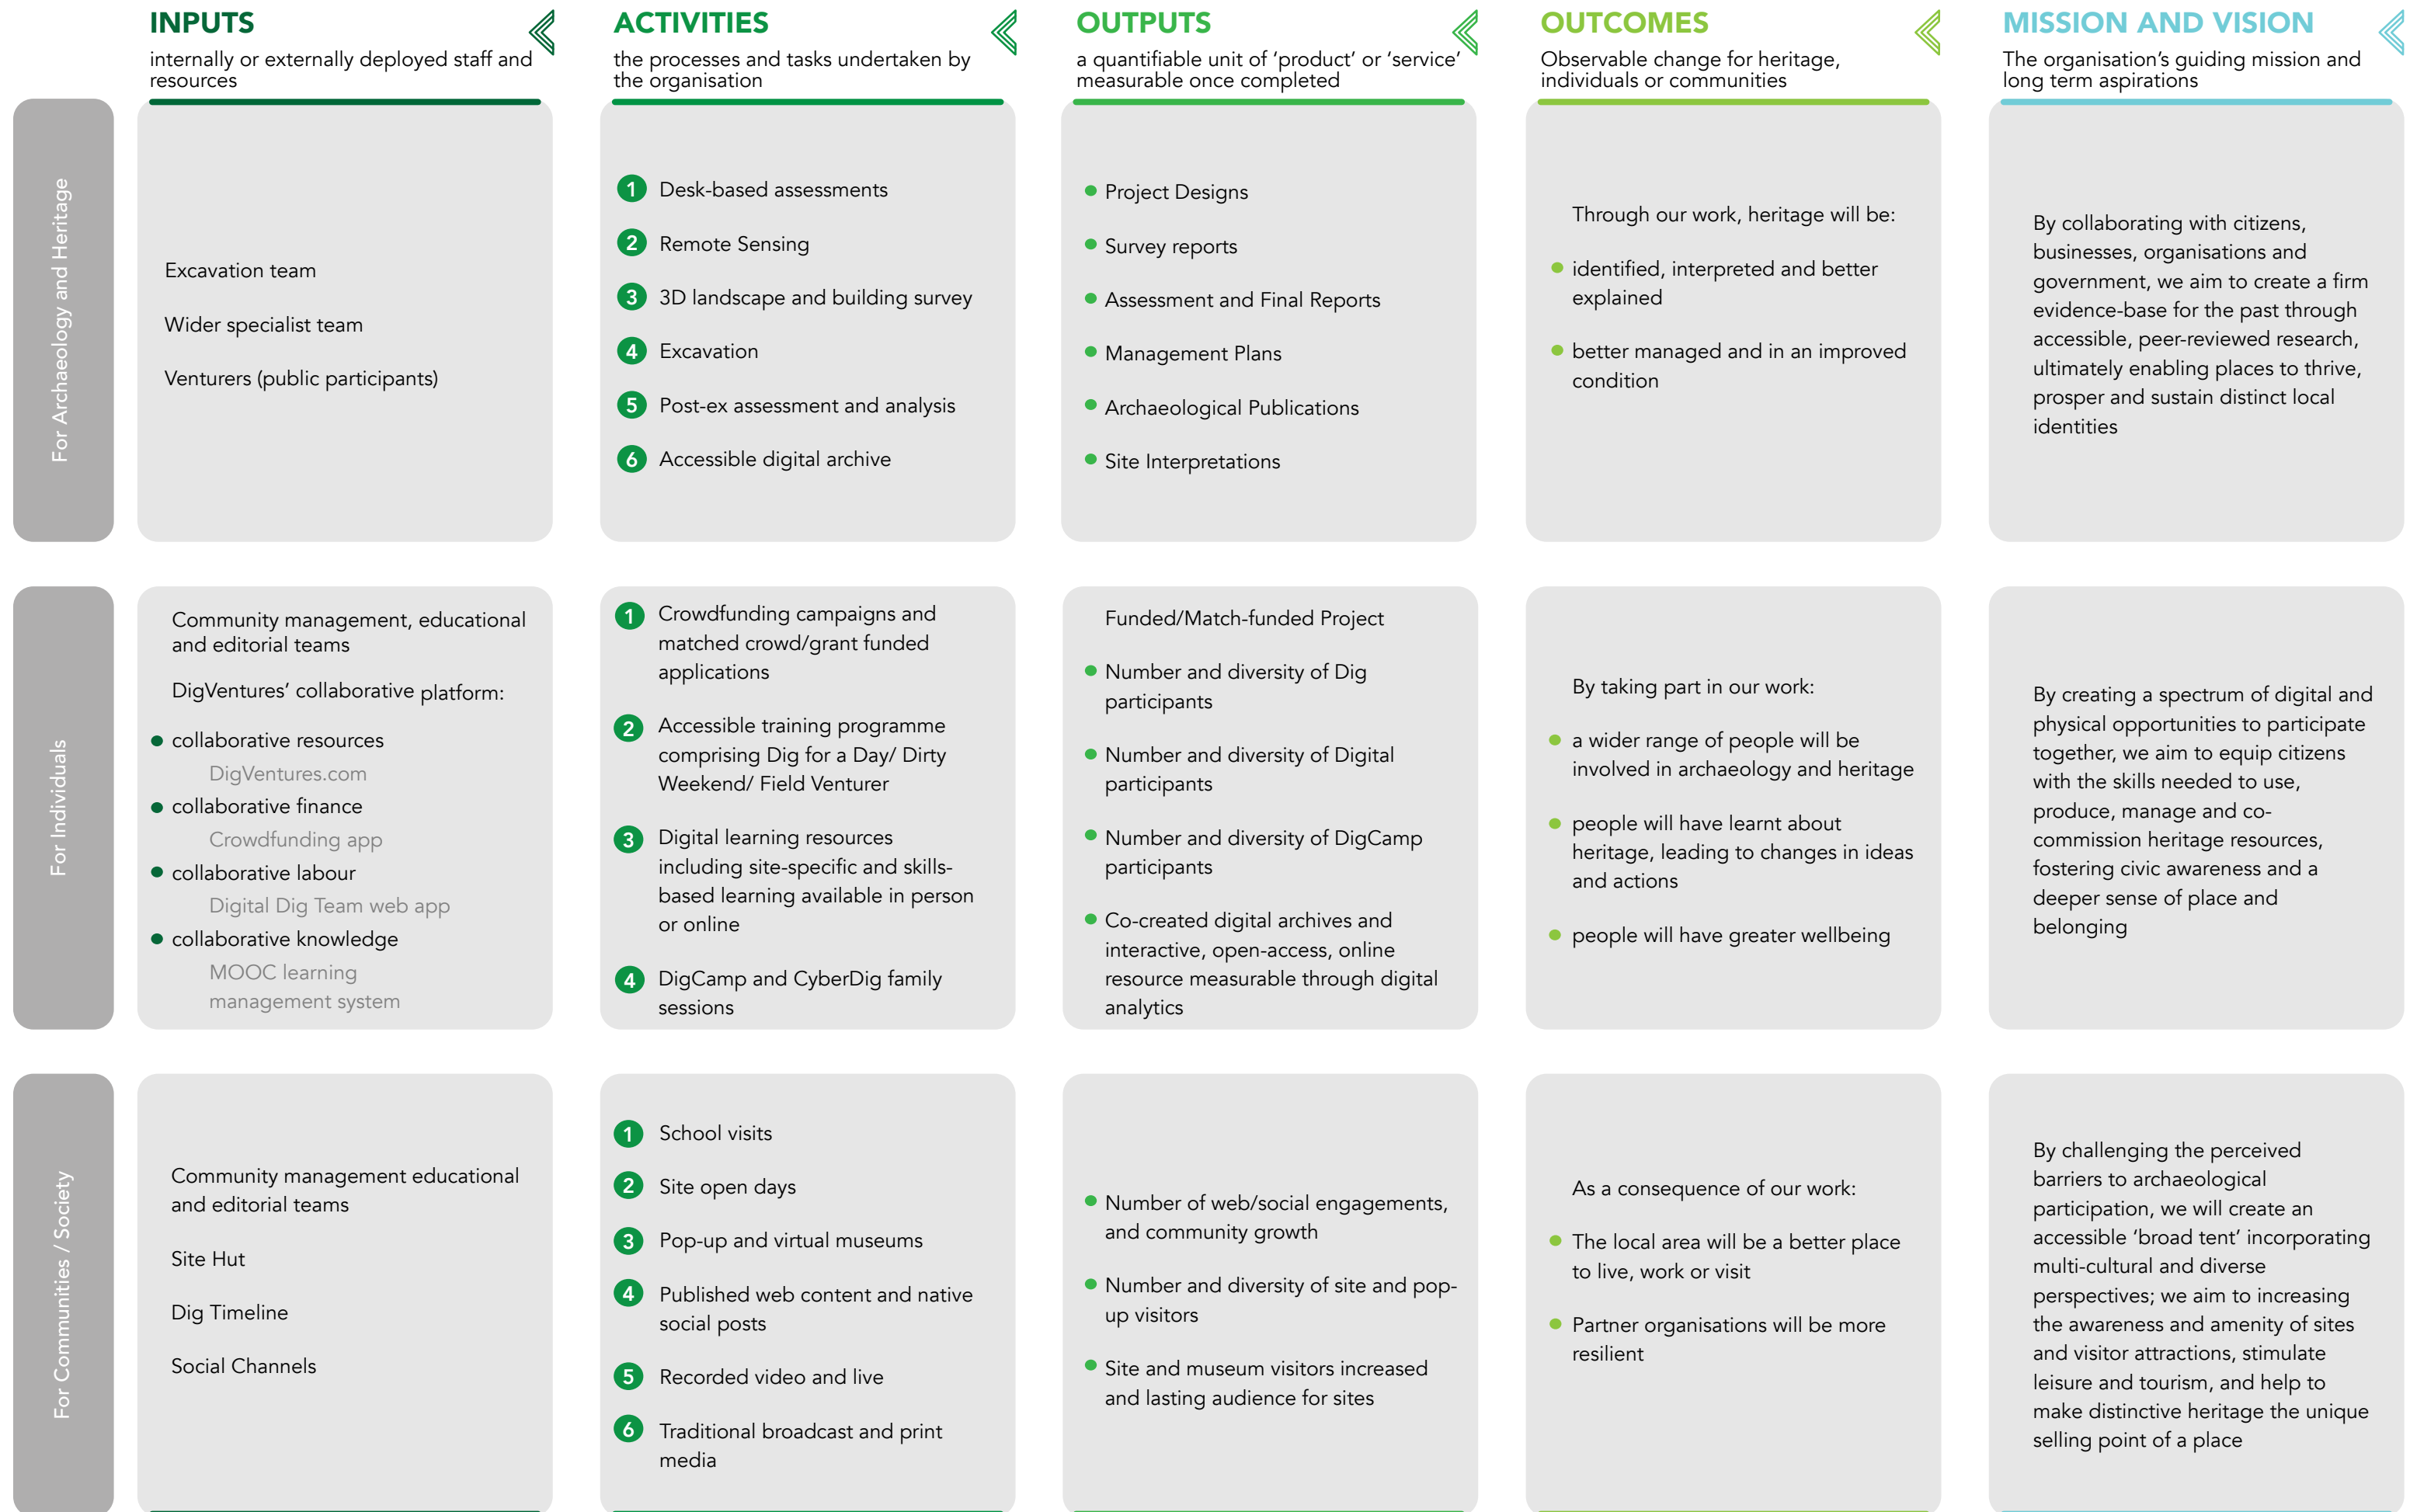 INPUTS
internally or externally deployed staff and
resources
ACTIVITIES
the processes and tasks undertaken by
the organisation
OUTPUTS
a quantifiable unit of ‘product’ or ‘service’
measurable once completed
OUTCOMES
Observable change for heritage,
individuals or communities
MISSION AND VISION
The organisation’s guiding mission and
long term aspirations
For Archaeology and Heritage
Excavation team
Wider specialist team
Venturers (public participants)
1 Desk-based assessments
2 Remote Sensing
3 3D landscape and building survey
4 Excavation
5 Post-ex assessment and analysis
6 Accessible digital archive
Project Designs
Survey reports
Assessment and Final Reports
Management Plans
Archaeological Publications
Site Interpretations
Through our work, heritage will be:
identified, interpreted and better
explained
better managed and in an improved
condition
By collaborating with citizens,
businesses, organisations and
government, we aim to create a firm
evidence-base for the past through
accessible, peer-reviewed research,
ultimately enabling places to thrive,
prosper and sustain distinct local
identities
For Individuals
Community management, educational
and editorial teams
DigVentures’ collaborative platform:
collaborative resources
DigVentures.com
collaborative finance
Crowdfunding app
collaborative labour
Digital Dig Team web app
collaborative knowledge
MOOC learning
management system
1 Crowdfunding campaigns and
matched crowd/grant funded
applications
2 Accessible training programme
comprising Dig for a Day/ Dirty
Weekend/ Field Venturer
3 Digital learning resources
including site-specific and skills-
based learning available in person
or online
4 DigCamp and CyberDig family
sessions
Funded/Match-funded Project
Number and diversity of Dig
participants
Number and diversity of Digital
participants
Number and diversity of DigCamp
participants
Co-created digital archives and
interactive, open-access, online
resource measurable through digital
analytics
By taking part in our work:
a wider range of people will be
involved in archaeology and heritage
people will have learnt about
heritage, leading to changes in ideas
and actions
people will have greater wellbeing
By creating a spectrum of digital and
physical opportunities to participate
together, we aim to equip citizens
with the skills needed to use,
produce, manage and co-
commission heritage resources,
fostering civic awareness and a
deeper sense of place and
belonging
For Communities / Society
Community management educational
and editorial teams
Site Hut
Dig Timeline
Social Channels
1 School visits
2 Site open days
3 Pop-up and virtual museums
4 Published web content and native
social posts
5 Recorded video and live
6 Traditional broadcast and print
media
Number of web/social engagements,
and community growth
Number and diversity of site and pop-
up visitors
Site and museum visitors increased
and lasting audience for sites
As a consequence of our work:
The local area will be a better place
to live, work or visit
Partner organisations will be more
resilient
By challenging the perceived
barriers to archaeological
participation, we will create an
accessible ‘broad tent’ incorporating
multi-cultural and diverse
perspectives; we aim to increasing
the awareness and amenity of sites
and visitor attractions, stimulate
leisure and tourism, and help to
make distinctive heritage the unique
selling point of a place